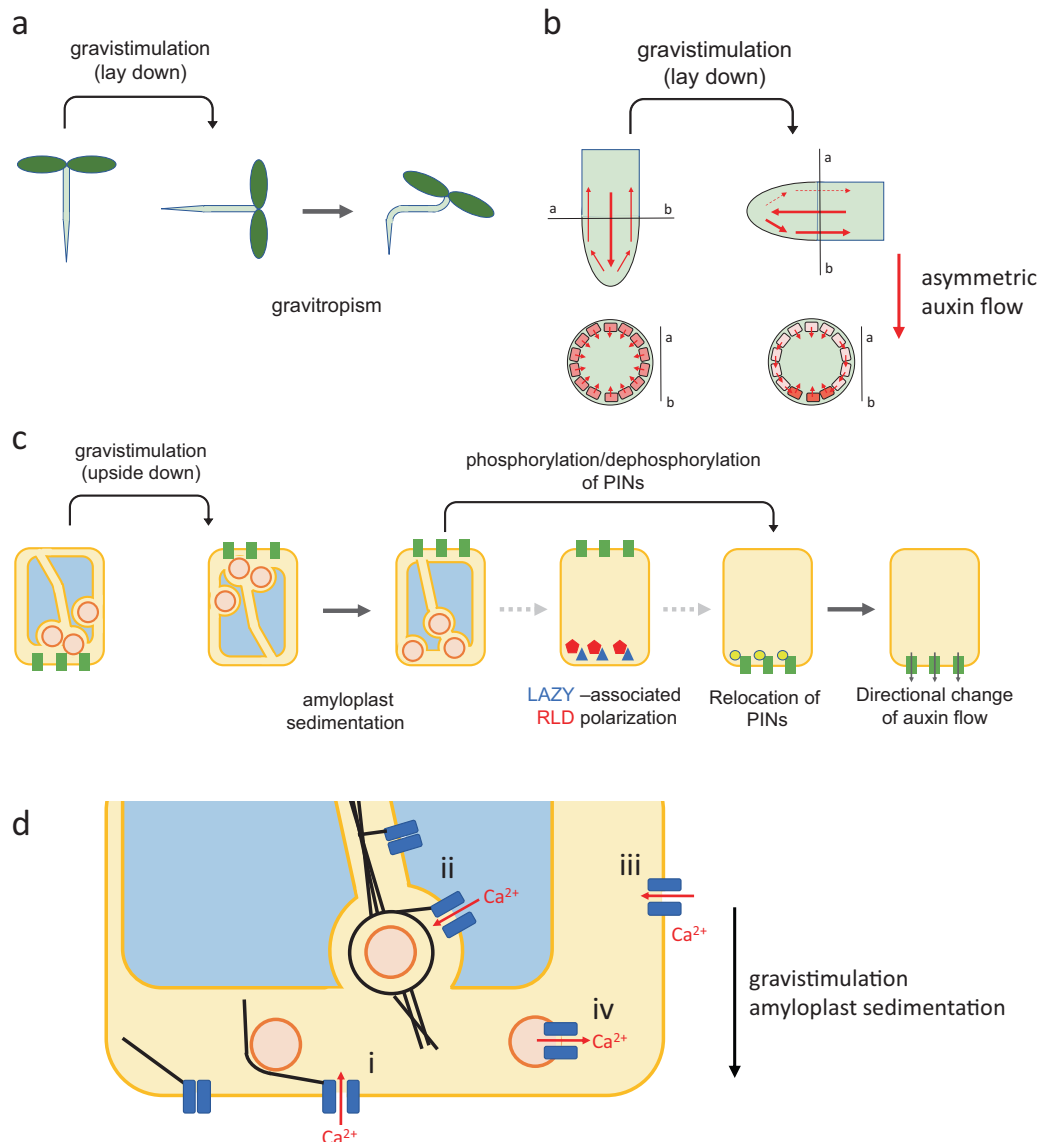 a
gravistimulation
(lay down)
gravitropism
b
gravistimulation
(lay down)
a
b
a
b
asymmetric
auxin flow
a
b
a
b
c
gravistimulation
(upside down)
phosphorylation/dephosphorylation
of PINs
amyloplast
sedimentation
LAZY –associated
RLD polarization
Relocation of
PINs
Directional change
of auxin flow
d
ii
Ca²⁺
iii
Ca²⁺
gravistimulation
amyloplast sedimentation
iv
Ca²⁺
i
Ca²⁺